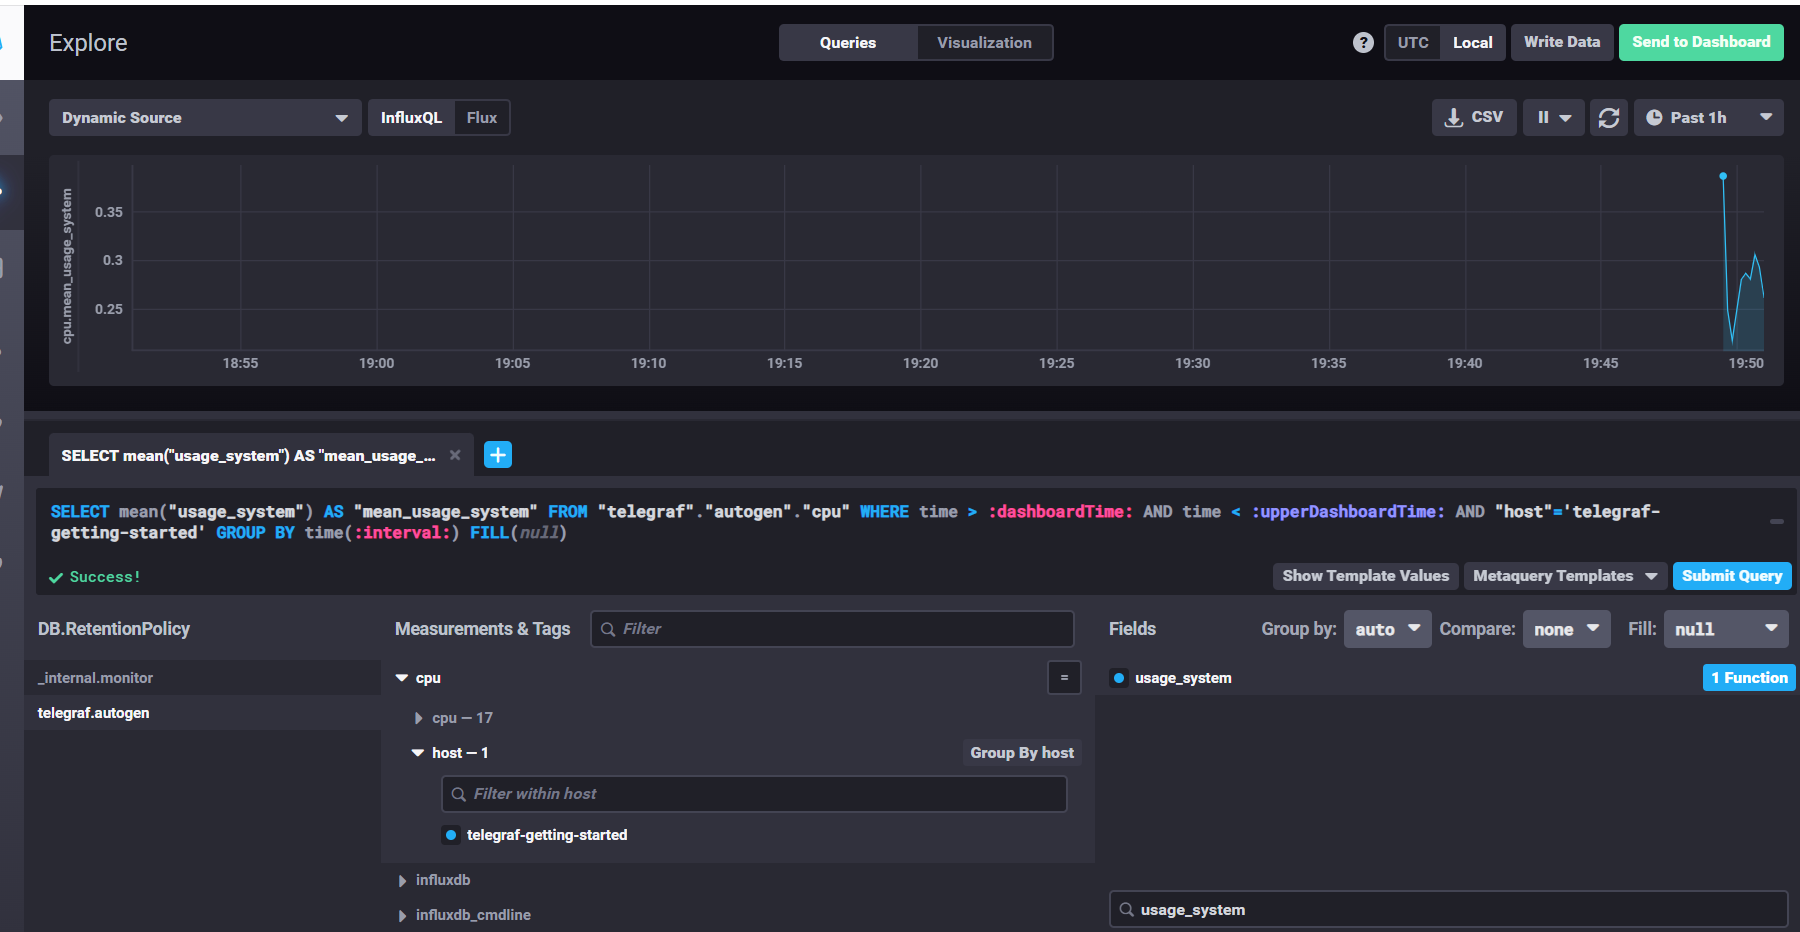 Explore
Queries
Visualization
?
UTC
Local
Write Data
Send to Dashboard
Dynamic Source
InfluxQL
Flux
CSV
Past 1h
cpu.mean_usage_system
0.35
0.3
0.25
18:55
19:00
19:05
19:10
19:15
19:20
19:25
19:30
19:35
19:40
19:45
19:50
SELECT mean("usage_system") AS "mean_usage_...
SELECT mean("usage_system") AS "mean_usage_system" FROM "telegraf"."autogen"."cpu" WHERE time > :dashboardTime: AND time < :upperDashboardTime: AND "host"='telegraf-
getting-started' GROUP BY time(:interval:) FILL(null)
Success!
Show Template Values
Metaquery Templates
Submit Query
DB.RetentionPolicy
_internal.monitor
telegraf.autogen
Measurements & Tags
Filter
cpu
=
cpu — 17
host — 1
Group By host
Filter within host
telegraf-getting-started
influxdb
influxdb_cmdline
Fields
Group by:
auto
Compare:
none
Fill:
null
usage_system
1 Function
usage_system